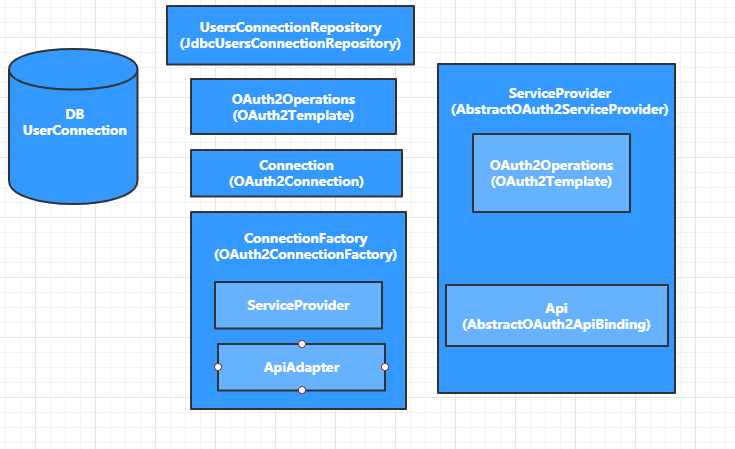 UsersConnectionRepository
(JdbcUsersConnectionRepository)
DB
UserConnection
OAuth2Operations
(OAuth2Template)
Connection
(OAuth2Connection)
ConnectionFactory
(OAuth2ConnectionFactory)
ServiceProvider
ApiAdapter
ServiceProvider
(AbstractOAuth2ServiceProvider)
OAuth2Operations
(OAuth2Template)
Api
(AbstractOAuth2ApiBinding)